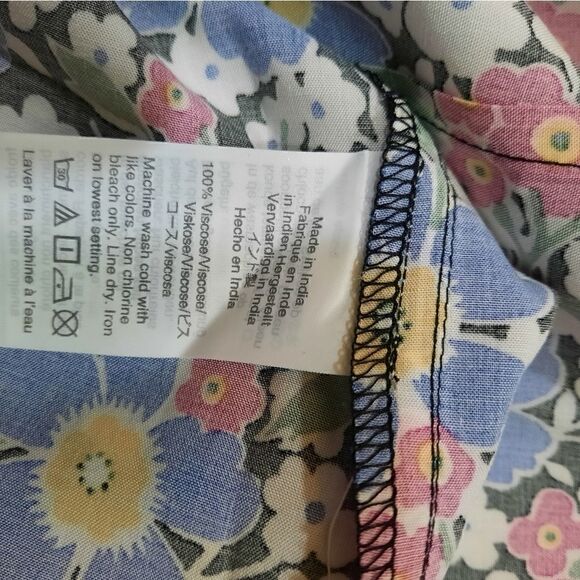 Made in India
Fabriqué en Inde
in Indien Hergestellt
Vervaardigd in India
インド製
Hecho en India
100% Viscose/Viscose/
Viskose/Viscose/ビス
コース/Viscosa
30
Machine wash cold with
like colors. Non chlorine
bleach only. Line dry. Iron
on lowest setting.
Laver à la machine à l'eau